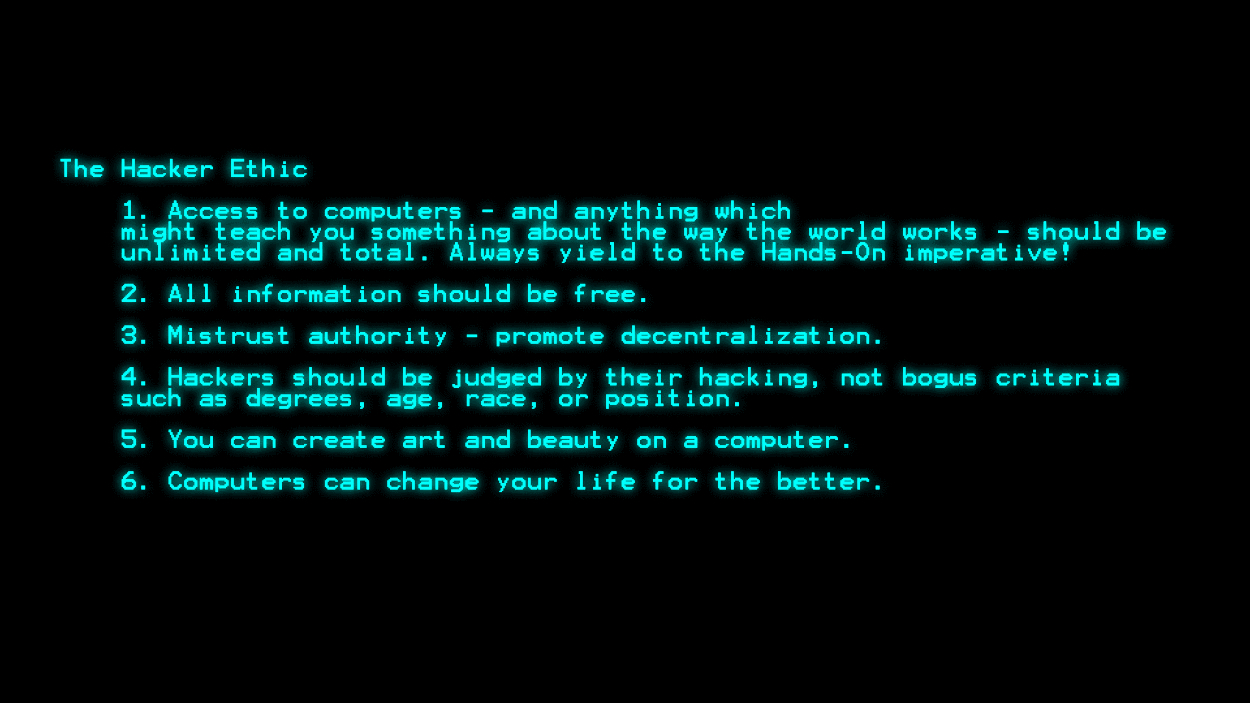 The Hacker Ethic
1. Access to computers - and anything which
might teach you something about the way the world works - should be
unlimited and total. Always yield to the Hands-On imperative!
2. All information should be free.
3. Mistrust authority - promote decentralization.
4. Hackers should be judged by their hacking, not bogus criteria
such as degrees, age, race, or position.
5. You can create art and beauty on a computer.
6. Computers can change your life for the better.